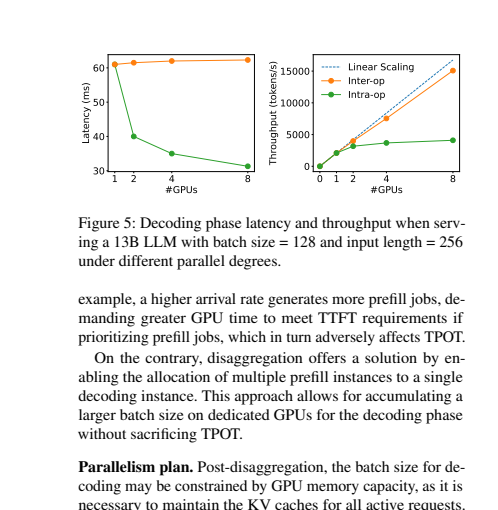 Latency (ms)
60
50
40
30
1 2 4 8
#GPUs
Throughput (tokens/s)
15000
10000
5000
0
Linear Scaling
Inter-op
Intra-op
0 1 2 4 8
#GPUs
Figure 5: Decoding phase latency and throughput when serv-
ing a 13B LLM with batch size = 128 and input length = 256
under different parallel degrees.
example, a higher arrival rate generates more prefill jobs, de-
manding greater GPU time to meet TTFT requirements if
prioritizing prefill jobs, which in turn adversely affects TPOT.
On the contrary, disaggregation offers a solution by en-
abling the allocation of multiple prefill instances to a single
decoding instance. This approach allows for accumulating a
larger batch size on dedicated GPUs for the decoding phase
without sacrificing TPOT.
Parallelism plan. Post-disaggregation, the batch size for de-
coding may be constrained by GPU memory capacity, as it is
necessary to maintain the KV caches for all active requests.